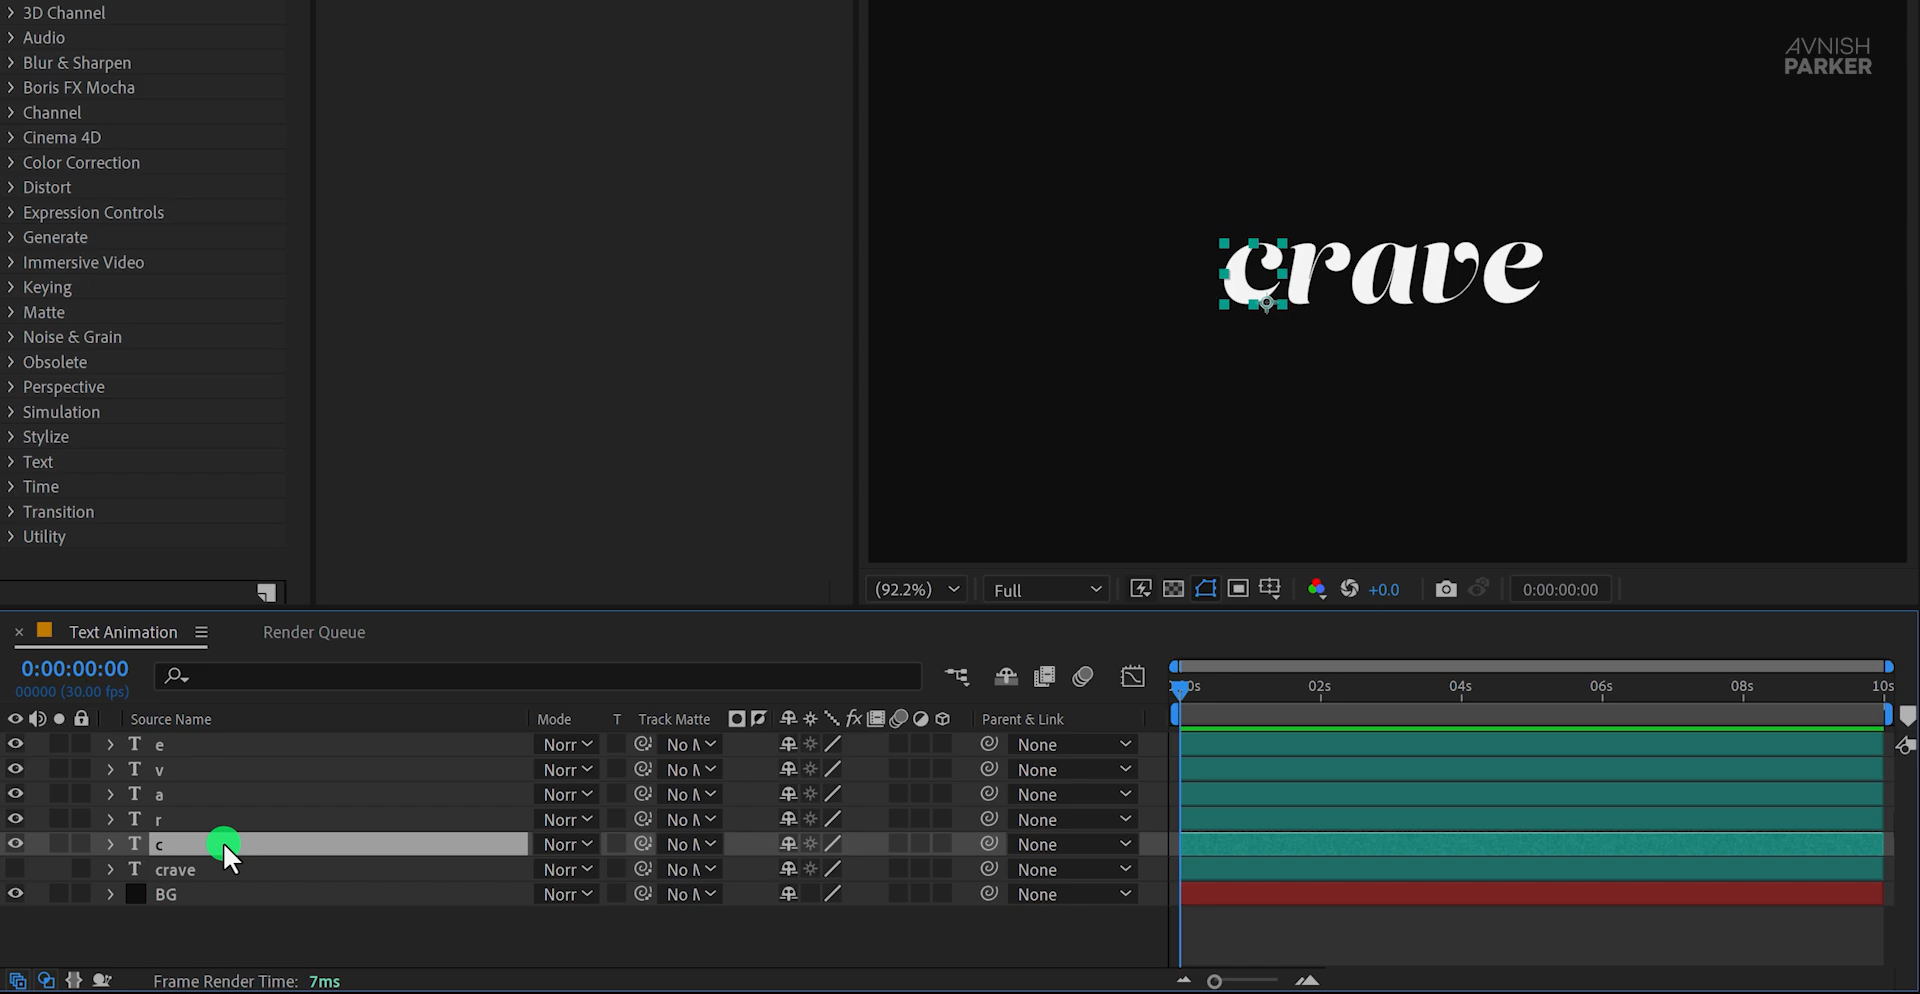 3D Channel
Audio
Blur & Sharpen
Boris FX Mocha
Channel
Cinema 4D
Color Correction
Distort
Expression Controls
Generate
Immersive Video
Keying
Matte
Noise & Grain
Obsolete
Perspective
Simulation
Stylize
Text
Time
Transition
Utility
AVNISH
PARKER
crave
(92.2%) Full +0.0 0:00:00:00
Text Animation Render Queue
0:00:00:00
00000 (30.00 fps)
02s 04s 06s 08s 10s
Source Name Mode T Track Matte fx Parent & Link
T e Norr No M None
T v Norr No M None
T a Norr No M None
T r Norr No M None
T c Norr No M None
T crave Norr No M None
BG Norr No M None
Frame Render Time: 7ms